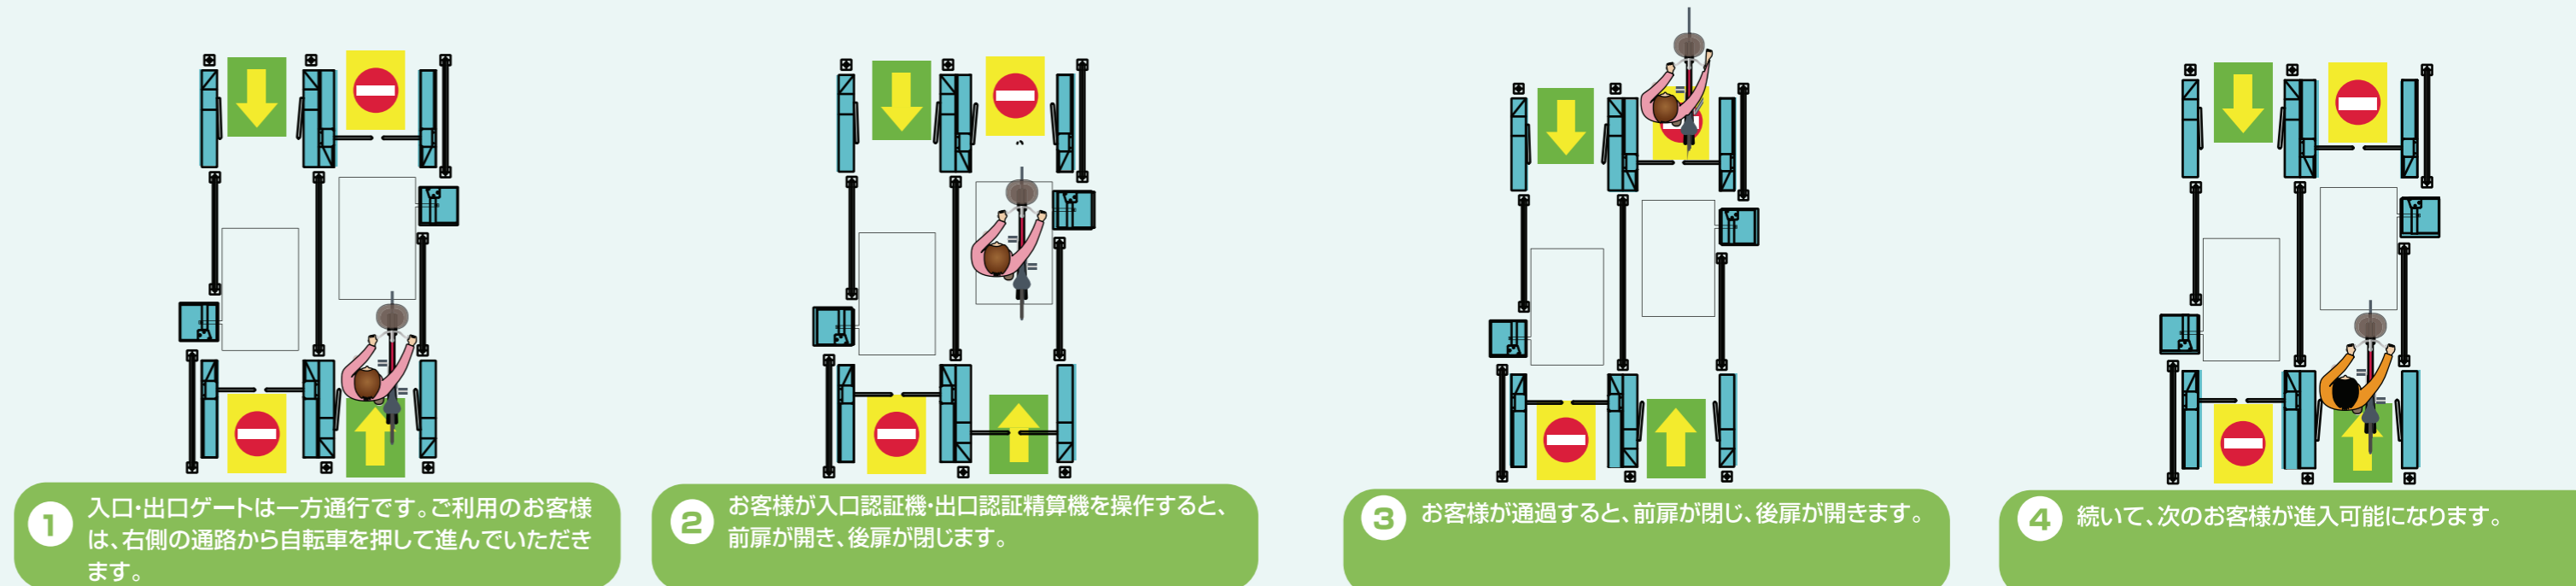 1
入口・出口ゲートは一方通行です。ご利用のお客様
は、右側の通路から自転車を押して進んでいただき
ます。
2
お客様が入口認証機・出口認証精算機を操作すると、
前扉が開き、後扉が閉じます。
3
お客様が通過すると、前扉が閉じ、後扉が開きます。
4
続いて、次のお客様が進入可能になります。